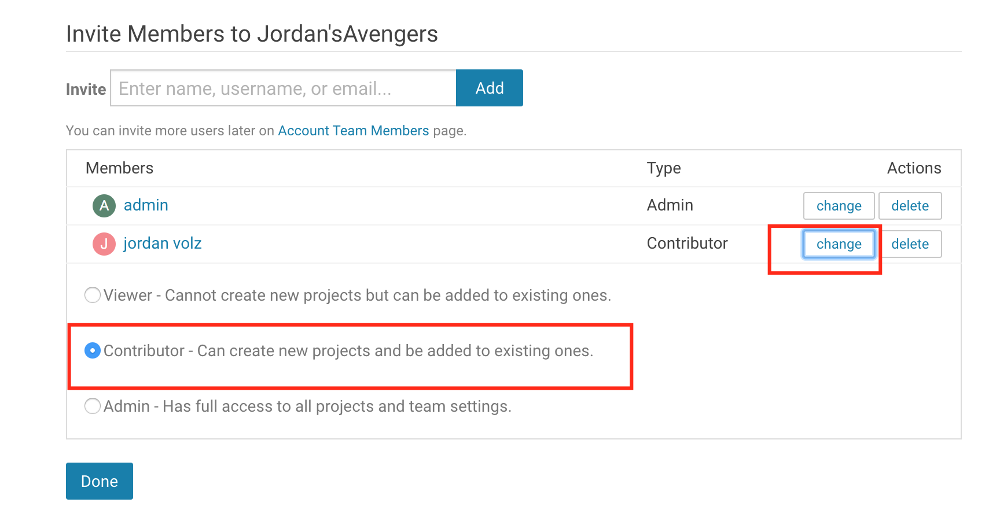 Invite Members to Jordan'sAvengers
Invite Enter name, username, or email... Add
You can invite more users later on Account Team Members page.
Members Type Actions
A admin Admin change delete
J jordan volz Contributor change delete
Viewer - Cannot create new projects but can be added to existing ones.
Contributor - Can create new projects and be added to existing ones.
Admin - Has full access to all projects and team settings.
Done